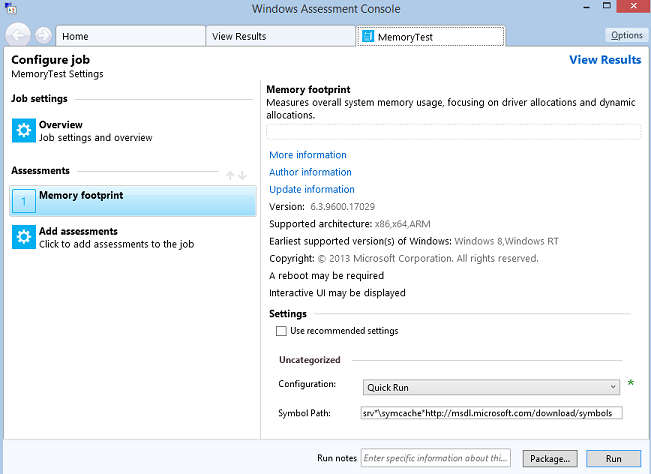 Windows Assessment Console
Home
View Results
MemoryTest
Options
Configure job
MemoryTest Settings
View Results
Job settings
Overview
Job settings and overview
Assessments
1
Memory footprint
Add assessments
Click to add assessments to the job
Memory footprint
Measures overall system memory usage, focusing on driver allocations and dynamic
allocations.
More information
Author information
Update information
Version: 6.3.9600.17029
Supported architecture: x86,x64,ARM
Earliest supported version(s) of Windows: Windows 8,Windows RT
Copyright: © 2013 Microsoft Corporation. All rights reserved.
A reboot may be required
Interactive UI may be displayed
Settings
Use recommended settings
Uncategorized
Configuration: Quick Run *
Symbol Path: srv*\symcache*http://msdl.microsoft.com/download/symbols
Run notes Enter specific information about thi... Package... Run